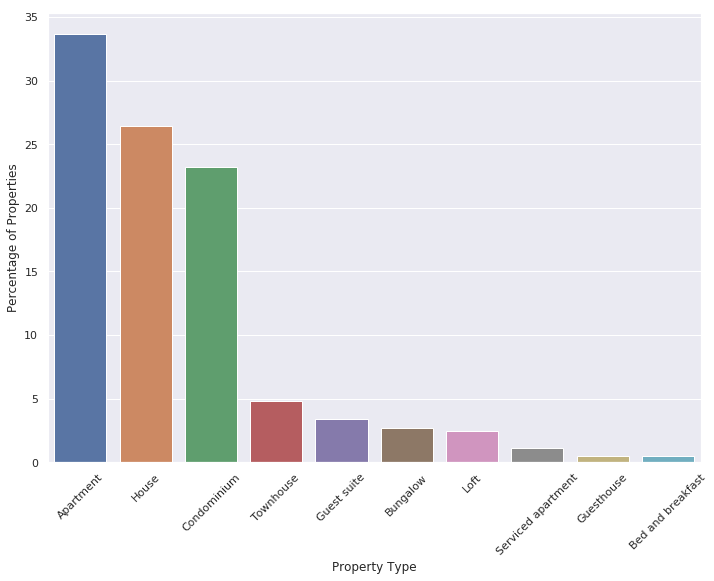 35
30
25
20
15
10
5
0
Percentage of Properties
Apartment
House
Condominium
Townhouse
Guest suite
Bungalow
Loft
Serviced apartment
Guesthouse
Bed and breakfast
Property Type